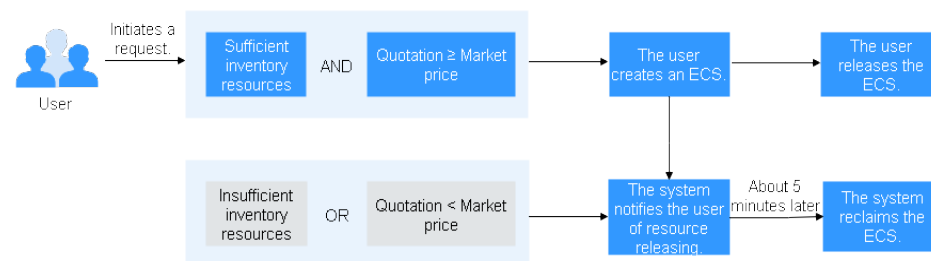 Initiates a
request.
User
Sufficient
inventory
resources
AND
Quotation ≥ Market
price
The user
creates an ECS.
The user
releases the
ECS.
Insufficient
inventory
resources
OR
Quotation < Market
price
The system
notifies the user
of resource
releasing.
About 5
minutes later
The system
reclaims the
ECS.